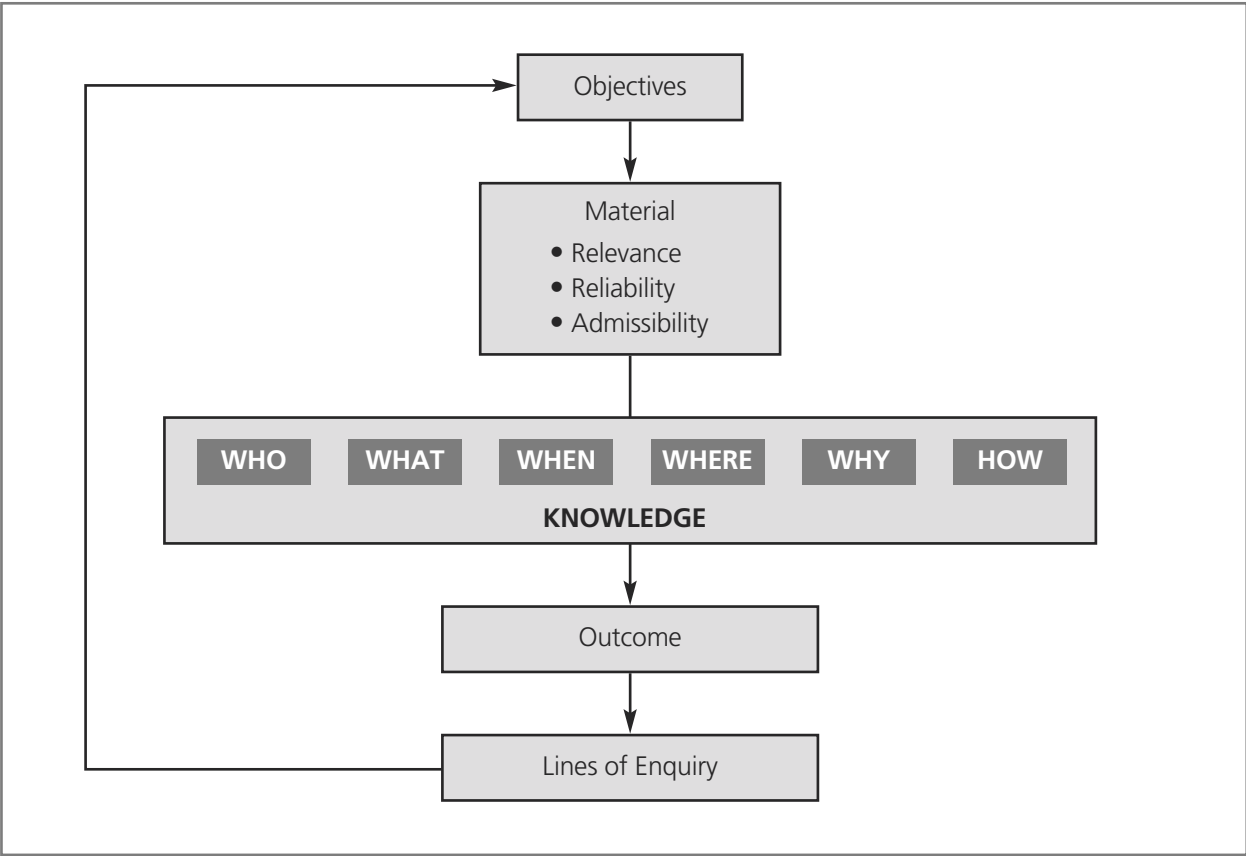 Objectives
Material
• Relevance
• Reliability
• Admissibility
WHO WHAT WHEN WHERE WHY HOW
KNOWLEDGE
Outcome
Lines of Enquiry